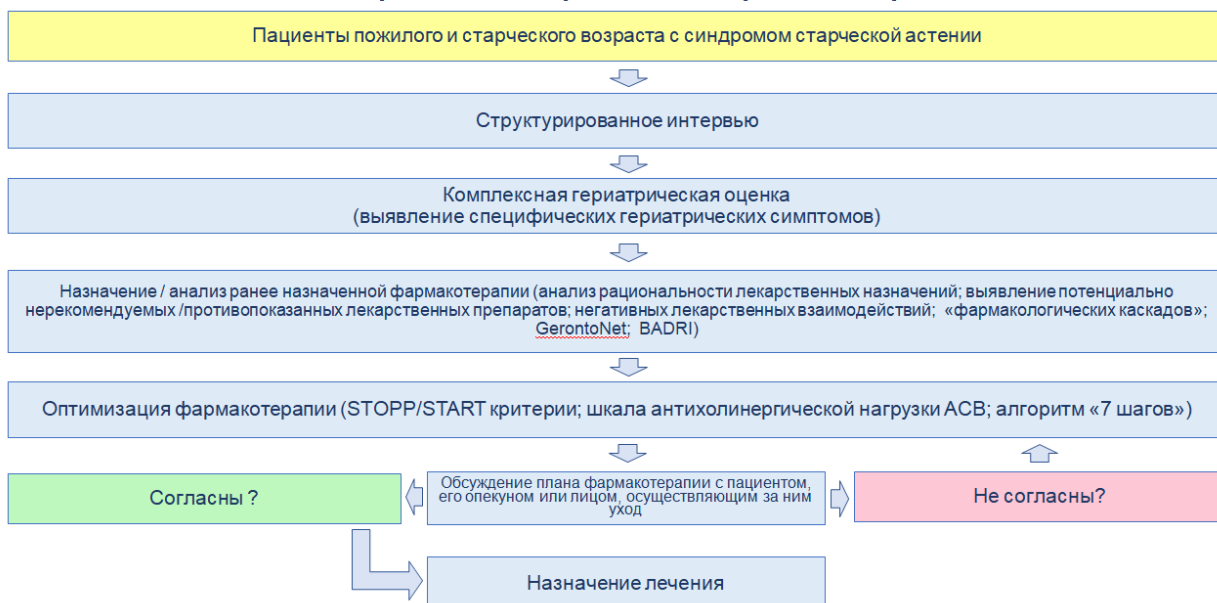 Пациенты пожилого и старческого возраста с синдромом старческой астении
Структурированное интервью
Комплексная гериатрическая оценка
(выявление специфических гериатрических симптомов)
Назначение / анализ ранее назначенной фармакотерапии (анализ рациональности лекарственных назначений; выявление потенциально
нерекомендуемых /противопоказанных лекарственных препаратов; негативных лекарственных взаимодействий; «фармакологических каскадов»;
GerontoNet; BADRI)
Оптимизация фармакотерапии (STOPP/START критерии; шкала антихолинергической нагрузки ACB; алгоритм «7 шагов»)
Согласны ?
Обсуждение плана фармакотерапии с пациентом,
его опекуном или лицом, осуществляющим за ним
уход
Не согласны?
Назначение лечения